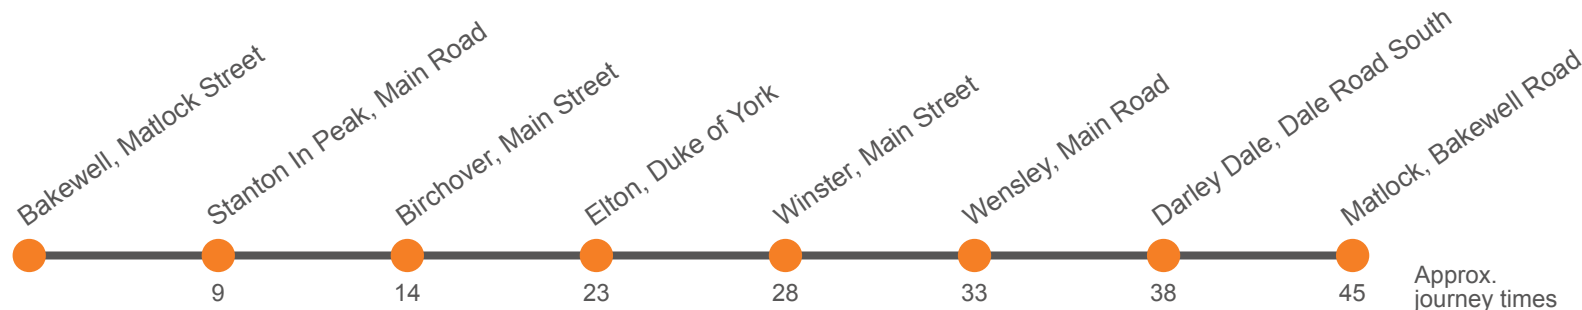 Bakewell, Matlock Street
Stanton In Peak, Main Road
Birchover, Main Street
Elton, Duke of York
Winster, Main Street
Wensley, Main Road
Darley Dale, Dale Road South
Matlock, Bakewell Road
9
14
23
28
33
38
45
Approx.
journey times